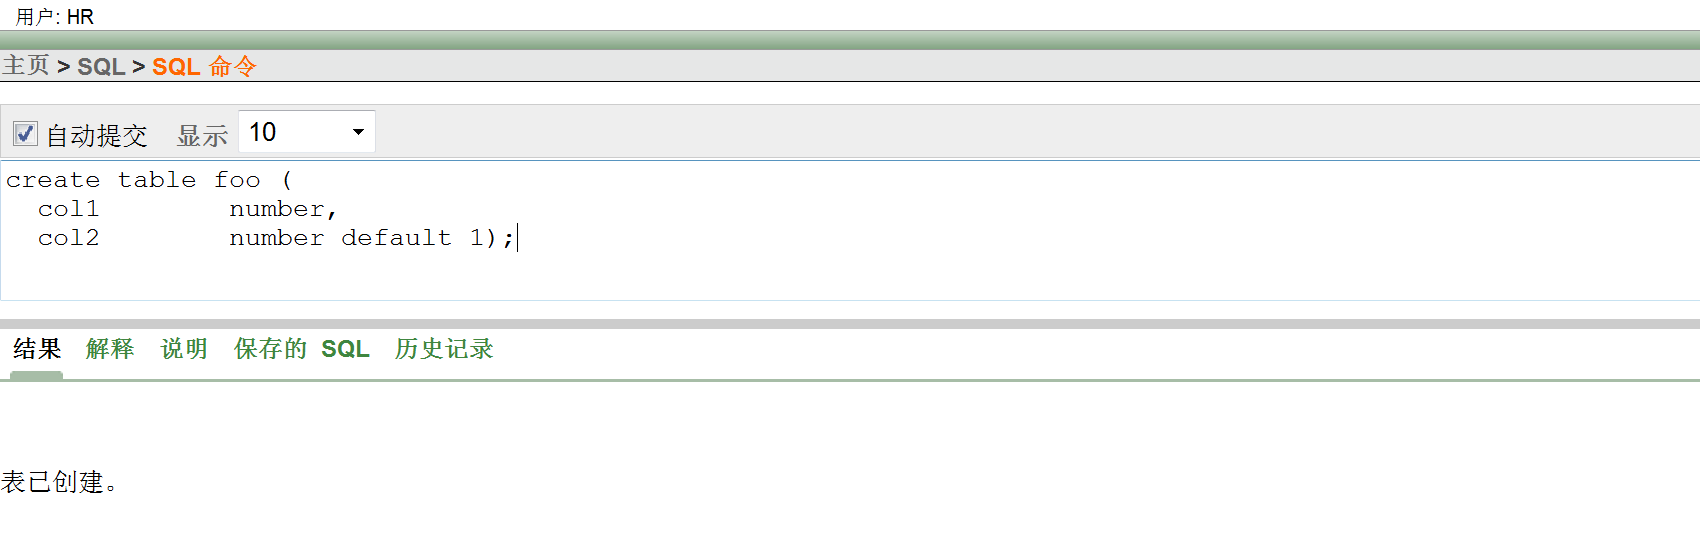 用户: HR
主页 > SQL > SQL 命令
自动提交 显示 10
create table foo (
  col1        number,
  col2        number default 1);
结果 解释 说明 保存的 SQL 历史记录
表已创建。